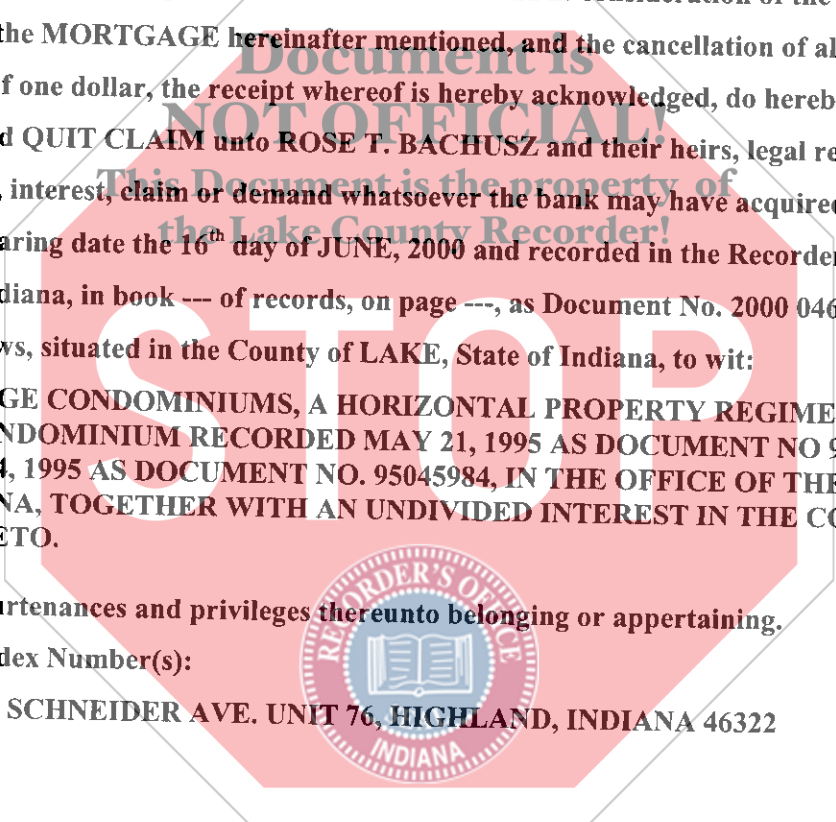 the MORTGAGE hereinafter mentioned, and the cancellation of al
f one dollar, the receipt whereof is hereby acknowledged, do hereb
d QUIT CLAIM unto ROSE T. BACHUSZ and their heirs, legal re
, interest, claim or demand whatsoever the bank may have acquired
aring date the 16th day of JUNE, 2000 and recorded in the Recorder
diana, in book --- of records, on page ---, as Document No. 2000 046
ws, situated in the County of LAKE, State of Indiana, to wit:
GE CONDOMINIUMS, A HORIZONTAL PROPERTY REGIME
NDOMINIUM RECORDED MAY 21, 1995 AS DOCUMENT NO 9
, 1995 AS DOCUMENT NO. 95045984, IN THE OFFICE OF THE
NA, TOGETHER WITH AN UNDIVIDED INTEREST IN THE CO
ETO.
urtenances and privileges thereunto belonging or appertaining.
dex Number(s):
SCHNEIDER AVE. UNIT 76, HIGHLAND, INDIANA 46322
Document is
NOT OFFICIAL!
This Document is the property of
the Lake County Recorder!
STOP
RECORDER'S OFFICE
INDIANA